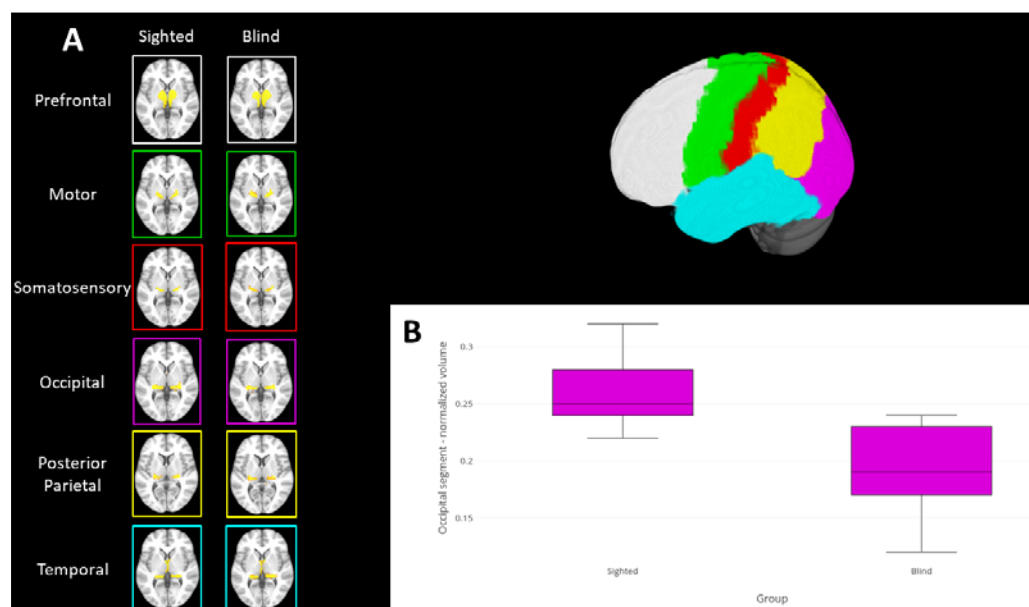 A
Sighted
Blind
Prefrontal
Motor
Somatosensory
Occipital
Posterior
Parietal
Temporal
B
Occipital segment - normalized volume
0.3
0.25
0.2
0.15
Sighted
Blind
Group